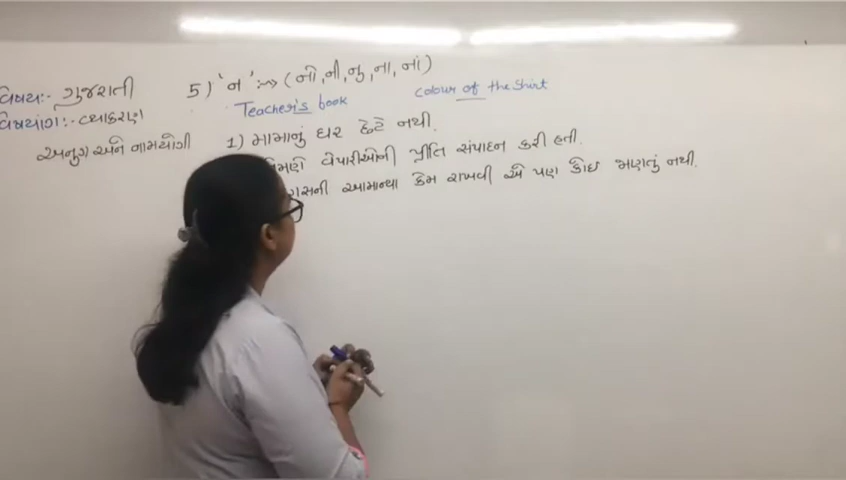 વિષય:- ગુજરાતી
વિષયાંગ:- વ્યાકરણ
અનુગ અને નામયોગી
5) 'ન' :→ (નો, ની, નુ, ના, નાં)
Teacher's book
colour of the shirt
1) મામાનું ઘર છેટે નથી.
વેપારીઓની પ્રીતિ સંપાદન કરી હતી.
આમાન્યા કેમ રાખવી એ પણ કોઇ જાણતું નથી.